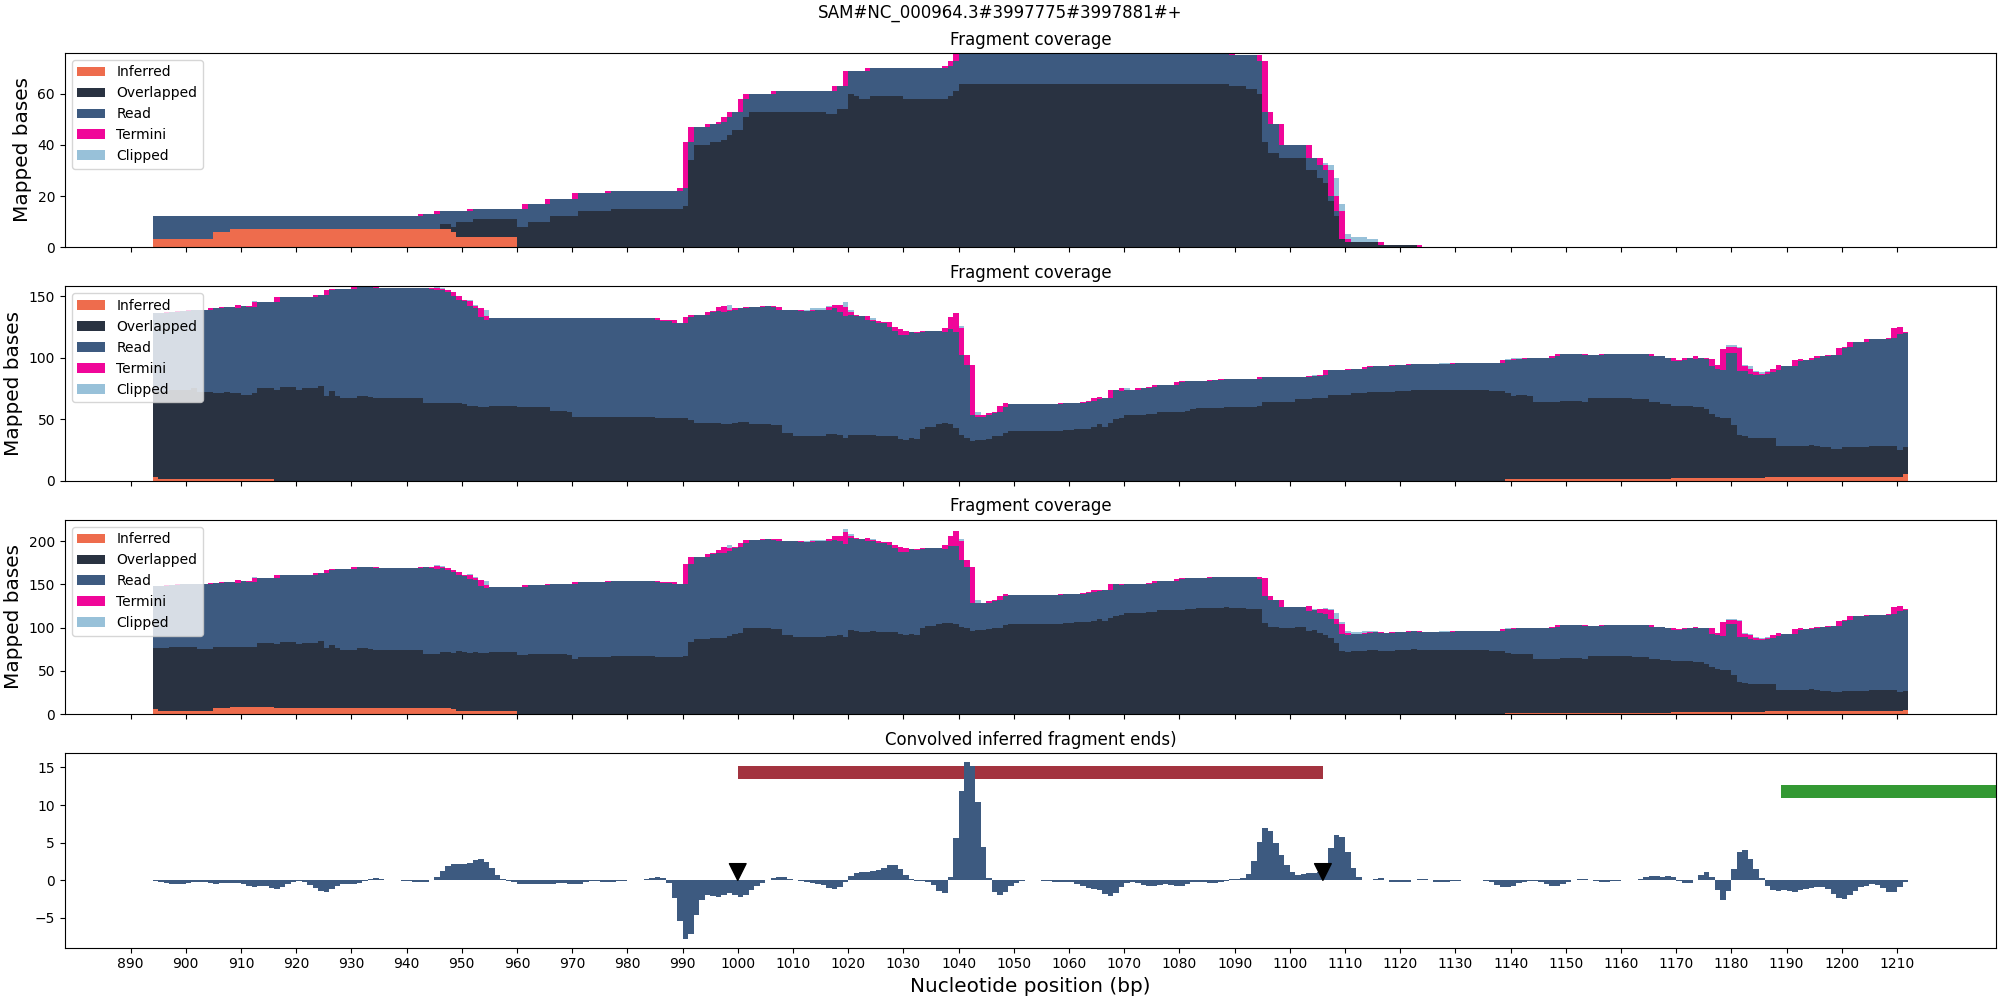 SAM#NC_000964.3#3997775#3997881#+
Fragment coverage
Mapped bases
60
40
20
0
Inferred
Overlapped
Read
Termini
Clipped
Fragment coverage
Mapped bases
150
100
50
0
Inferred
Overlapped
Read
Termini
Clipped
Fragment coverage
Mapped bases
200
150
100
50
0
Inferred
Overlapped
Read
Termini
Clipped
Convolved inferred fragment ends)
15
10
5
0
−5
890 900 910 920 930 940 950 960 970 980 990 1000 1010 1020 1030 1040 1050 1060 1070 1080 1090 1100 1110 1120 1130 1140 1150 1160 1170 1180 1190 1200 1210
Nucleotide position (bp)